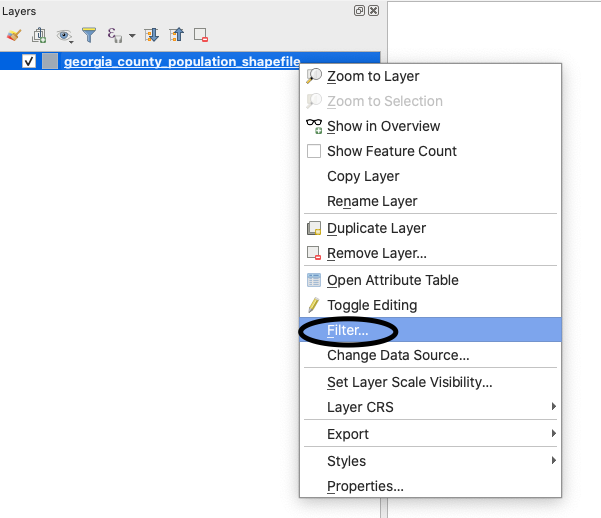 Layers
georgia_county_population_shapefile
Zoom to Layer
Zoom to Selection
Show in Overview
Show Feature Count
Copy Layer
Rename Layer
Duplicate Layer
Remove Layer...
Open Attribute Table
Toggle Editing
Filter...
Change Data Source...
Set Layer Scale Visibility...
Layer CRS
Export
Styles
Properties...